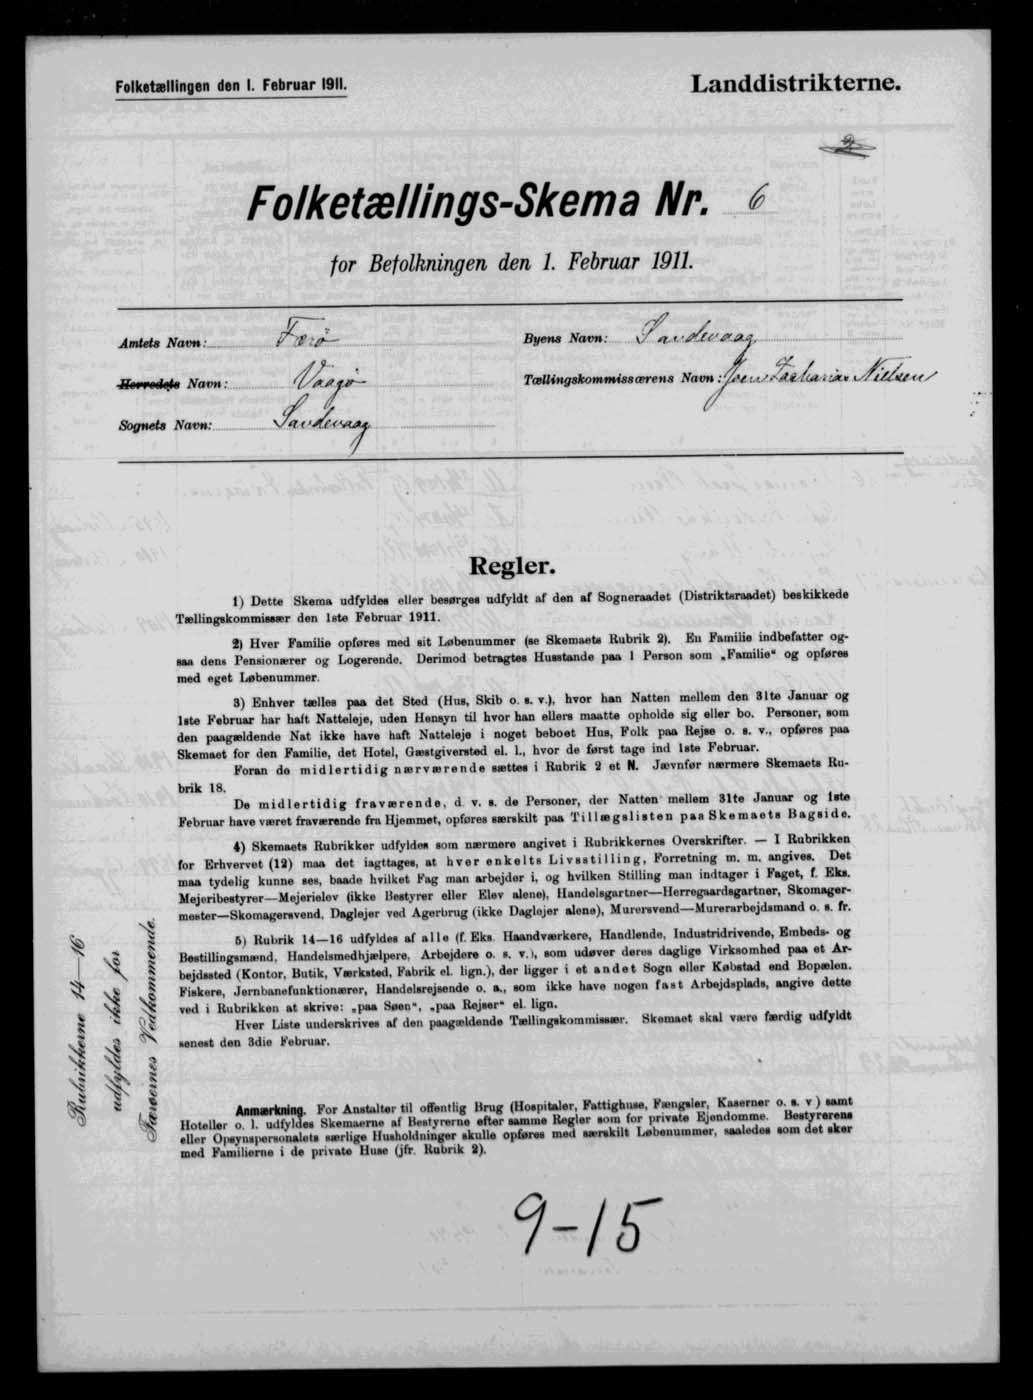 Folketællingen den 1. Februar 1911.
Landdistrikterne.
2
Folketællings-Skema Nr. 6
for Befolkningen den 1. Februar 1911.
Amtets Navn: Færø
Byens Navn: Sandevaag
Herredets Navn: Vaagø
Tællingskommissærens Navn: Joen Zacharias Nielsen
Sognets Navn: Sandevaag
Regler.
1) Dette Skema udfyldes eller besørges udfyldt af den af Sogneraadet (Distriktsraadet) beskikkede
Tællingskommissær den 1ste Februar 1911.
2) Hver Familie opføres med sit Løbenummer (se Skemaets Rubrik 2). En Familie indbefatter og-
saa dens Pensionærer og Logerende. Derimod betragtes Husstande paa 1 Person som „Familie“ og opføres
med eget Løbenummer.
3) Enhver tælles paa det Sted (Hus, Skib o. s. v.), hvor han Natten mellem den 31te Januar og
1ste Februar har haft Natteleje, uden Hensyn til hvor han ellers maatte opholde sig eller bo. Personer, som
den paagældende Nat ikke have haft Natteleje i noget beboet Hus, Folk paa Rejse o. s. v., opføres paa
Skemaet for den Familie, det Hotel, Gæstgiversted el. l., hvor de først tage ind 1ste Februar.
Foran de midlertidig nærværende sættes i Rubrik 2 et N. Jævnfør nærmere Skemaets Ru-
brik 18.
De midlertidig fraværende, d. v. s. de Personer, der Natten mellem 31te Januar og 1ste
Februar have været fraværende fra Hjemmet, opføres særskilt paa Tillægslisten paa Skemaets Bagside.
4) Skemaets Rubrikker udfyldes som nærmere angivet i Rubrikkernes Overskrifter. — I Rubrikken
for Erhvervet (12) maa det iagttages, at hver enkelts Livsstilling, Forretning m. m. angives. Det
maa tydelig kunne ses, baade hvilket Fag man arbejder i, og hvilken Stilling man indtager i Faget, f. Eks.
Mejeribestyrer—Mejerielev (ikke Bestyrer eller Elev alene), Handelsgartner—Herregaardsgartner, Skomager-
mester—Skomagersvend, Daglejer ved Agerbrug (ikke Daglejer alene), Murersvend—Murerarbejdsmand o. s. fr.
5) Rubrik 14—16 udfyldes af alle (f. Eks. Haandværkere, Handlende, Industridrivende, Embeds- og
Bestillingsmænd, Handelsmedhjælpere, Arbejdere o. s. v.), som udøver deres daglige Virksomhed paa et Ar-
bejdssted (Kontor, Butik, Værksted, Fabrik el. lign.), der ligger i et andet Sogn eller Købstad end Bopælen.
Fiskere, Jernbanefunktionærer, Handelsrejsende o. a., som ikke have nogen fast Arbejdsplads, angive dette
ved i Rubrikken at skrive: „paa Søen“, „paa Rejser“ el. lign.
Hver Liste underskrives af den paagældende Tællingskommissær. Skemaet skal være færdig udfyldt
senest den 3die Februar.
Rubrikkerne 14—16
udfyldes ikke for
Færøernes Vedkommende.
Anmærkning. For Anstalter til offentlig Brug (Hospitaler, Fattighuse, Fængsler, Kaserner o. s. v) samt
Hoteller o. l. udfyldes Skemaerne af Bestyrerne efter samme Regler som for private Ejendomme. Bestyrerens
eller Opsynspersonalets særlige Husholdninger skulle opføres med særskilt Løbenummer, saaledes som det sker
med Familierne i de private Huse (jfr. Rubrik 2).
9-15